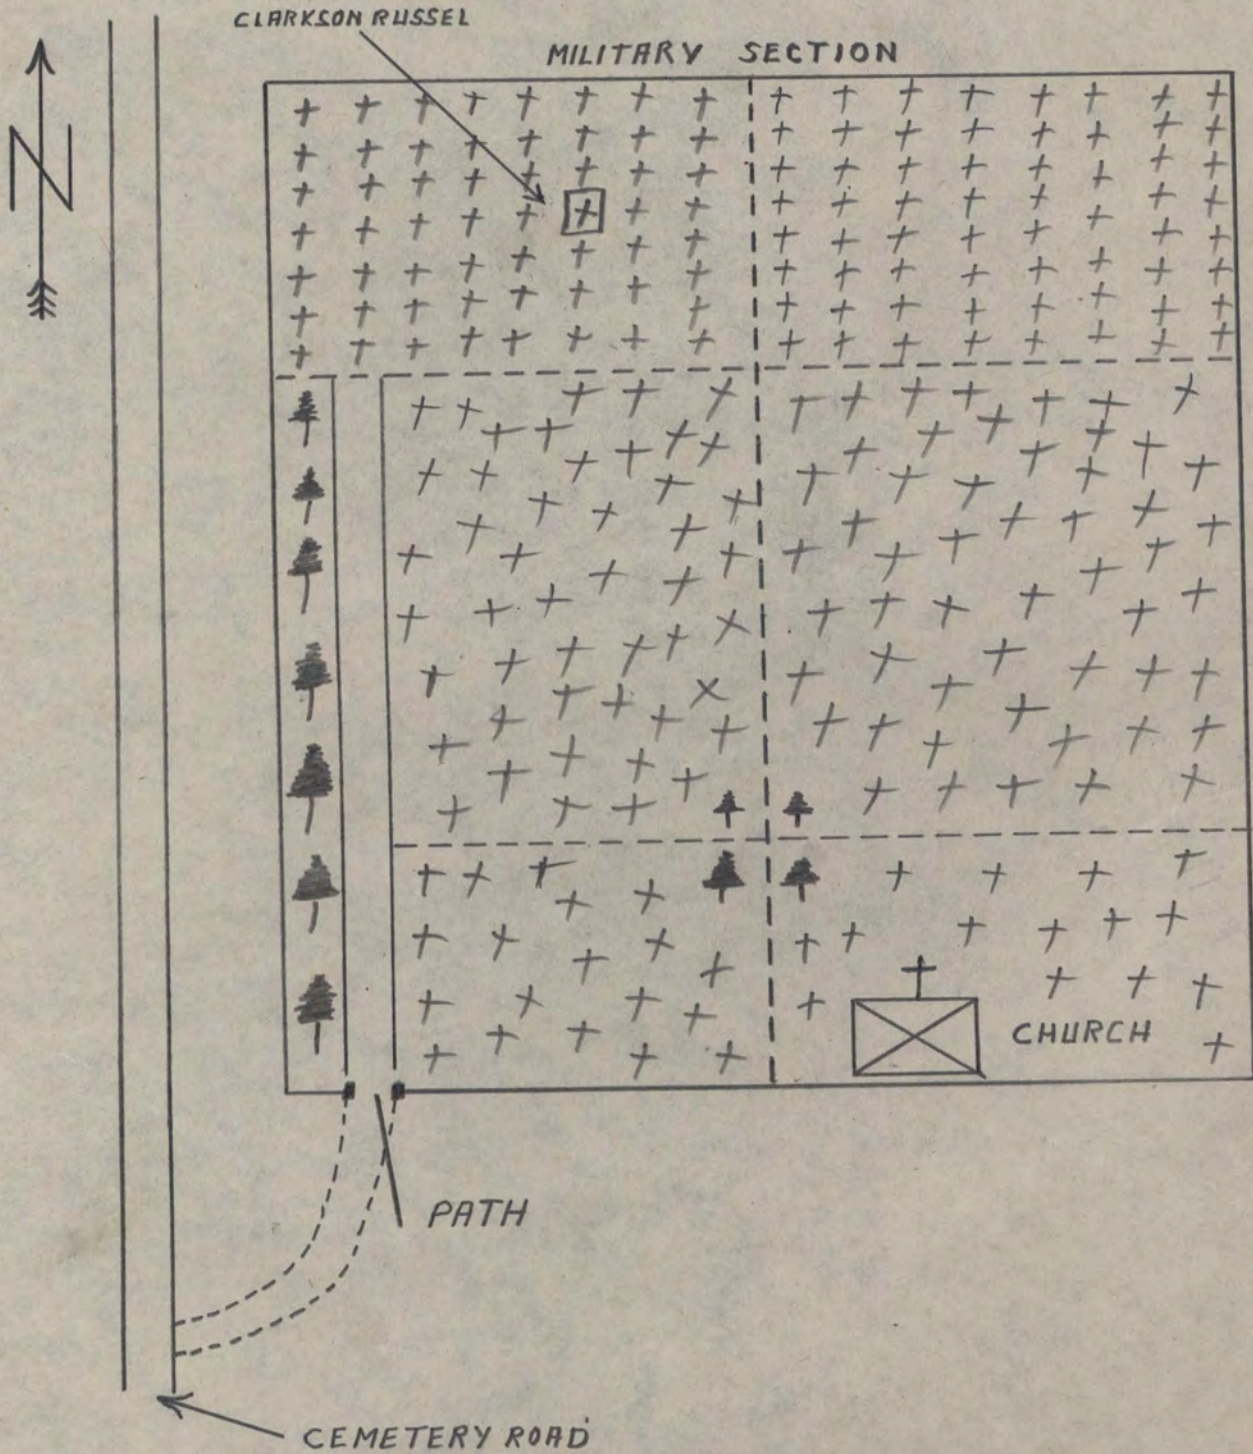 CLARKSON RUSSEL
MILITARY SECTION
N
CHURCH
PATH
CEMETERY ROAD